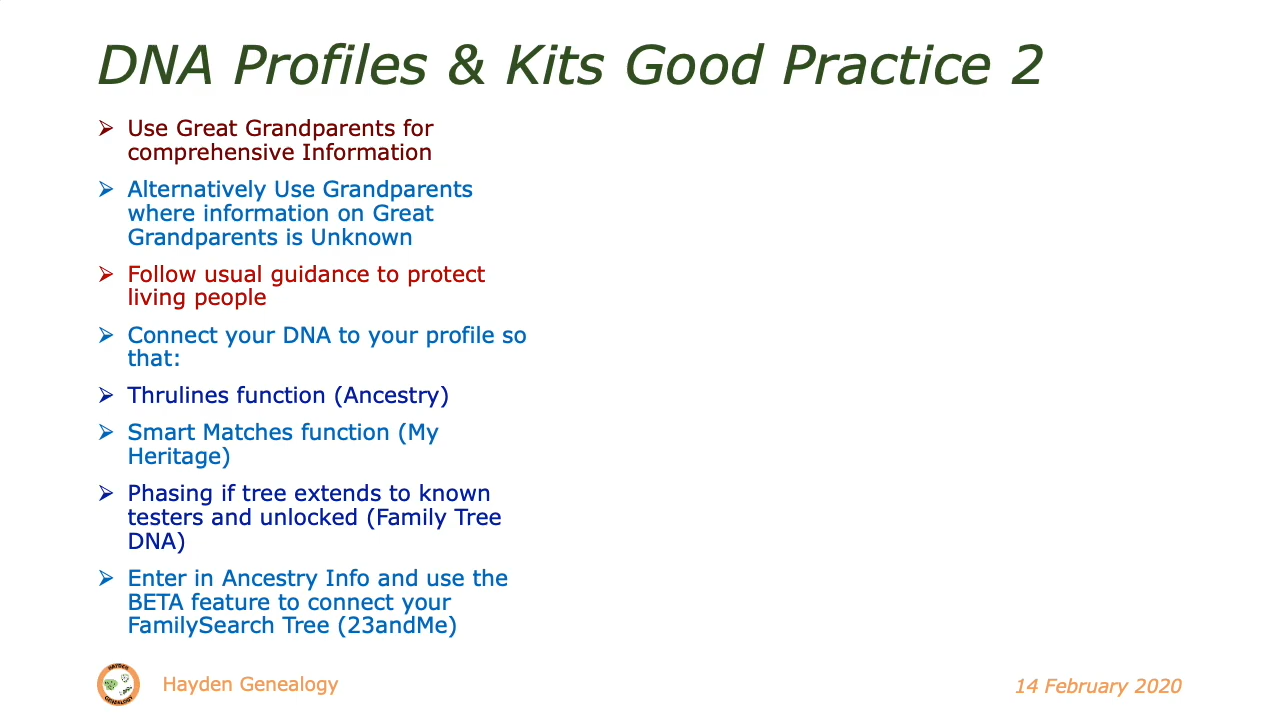 DNA Profiles & Kits Good Practice 2
Use Great Grandparents for
comprehensive Information
Alternatively Use Grandparents
where information on Great
Grandparents is Unknown
Follow usual guidance to protect
living people
Connect your DNA to your profile so
that:
Thrulines function (Ancestry)
Smart Matches function (My
Heritage)
Phasing if tree extends to known
testers and unlocked (Family Tree
DNA)
Enter in Ancestry Info and use the
BETA feature to connect your
FamilySearch Tree (23andMe)
HAYDEN
GENEALOGY
Hayden Genealogy
14 February 2020